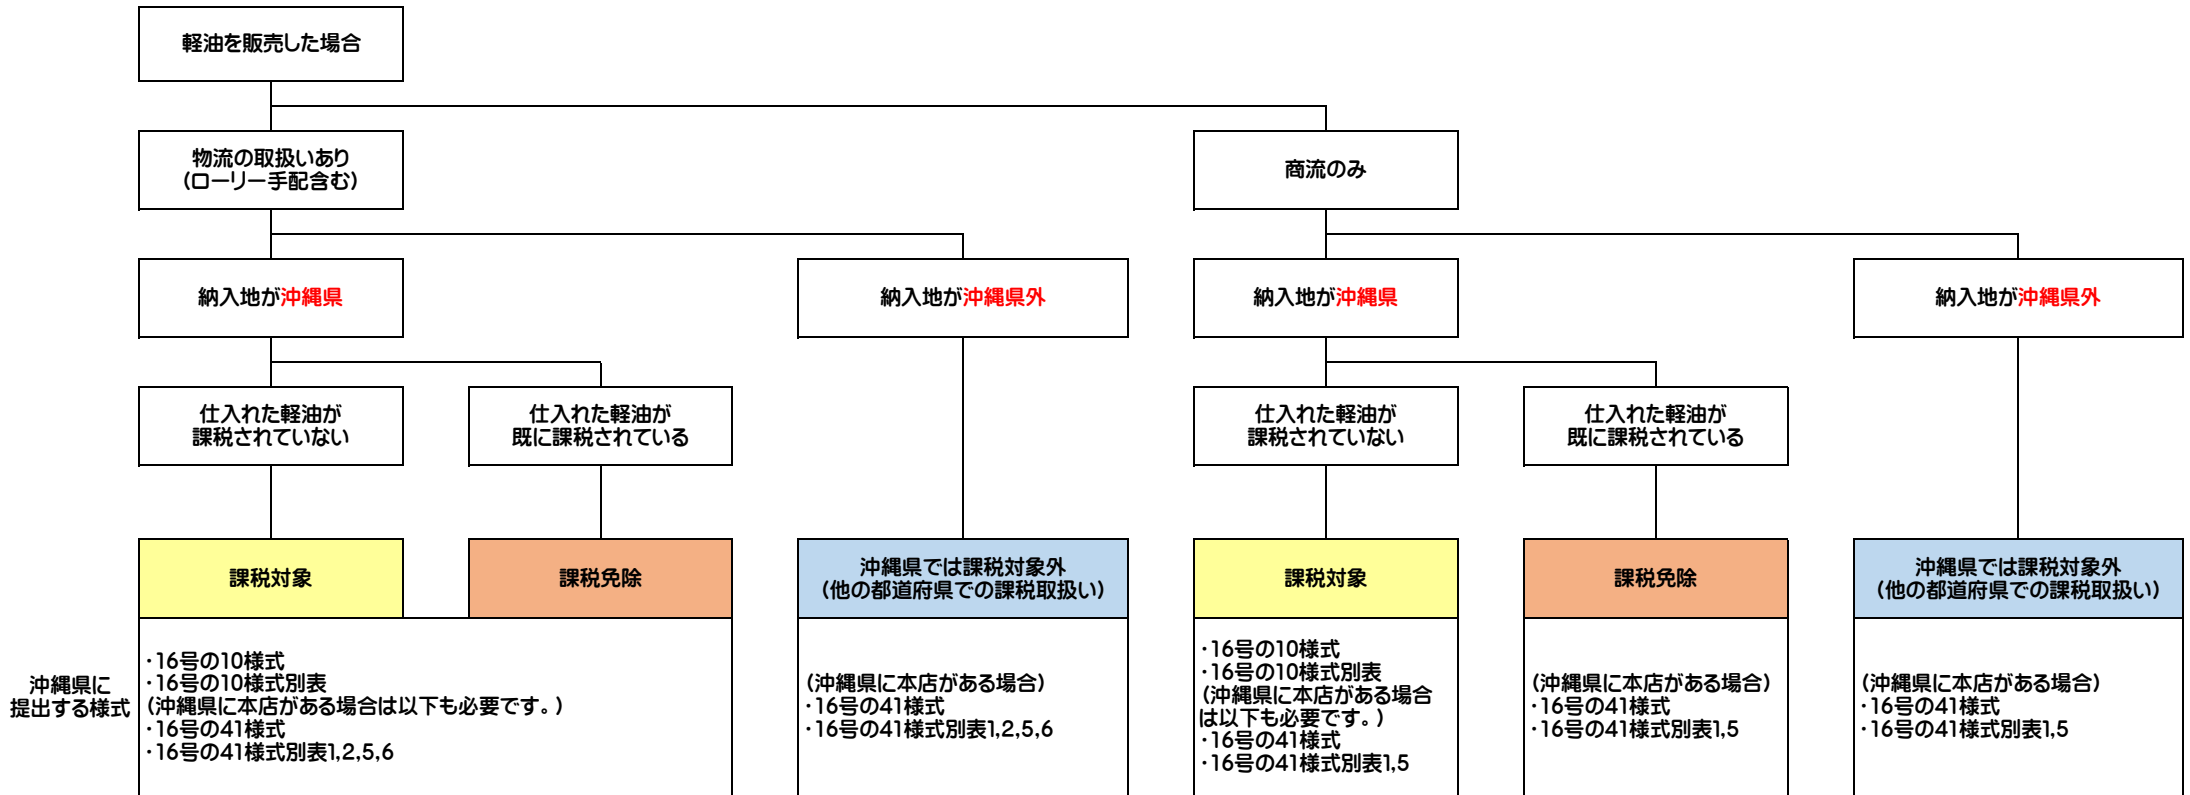 軽油を販売した場合
物流の取扱いあり
(ローリー手配含む)
商流のみ
納入地が沖縄県
納入地が沖縄県外
納入地が沖縄県
納入地が沖縄県外
仕入れた軽油が
課税されていない
仕入れた軽油が
既に課税されている
仕入れた軽油が
課税されていない
仕入れた軽油が
既に課税されている
課税対象
課税免除
沖縄県では課税対象外
(他の都道府県での課税取扱い)
課税対象
課税免除
沖縄県では課税対象外
(他の都道府県での課税取扱い)
沖縄県に
提出する様式
・16号の10様式
・16号の10様式別表
(沖縄県に本店がある場合は以下も必要です。)
・16号の41様式
・16号の41様式別表1,2,5,6
(沖縄県に本店がある場合)
・16号の41様式
・16号の41様式別表1,2,5,6
・16号の10様式
・16号の10様式別表
(沖縄県に本店がある場合
は以下も必要です。)
・16号の41様式
・16号の41様式別表1,5
(沖縄県に本店がある場合)
・16号の41様式
・16号の41様式別表1,5
(沖縄県に本店がある場合)
・16号の41様式
・16号の41様式別表1,5